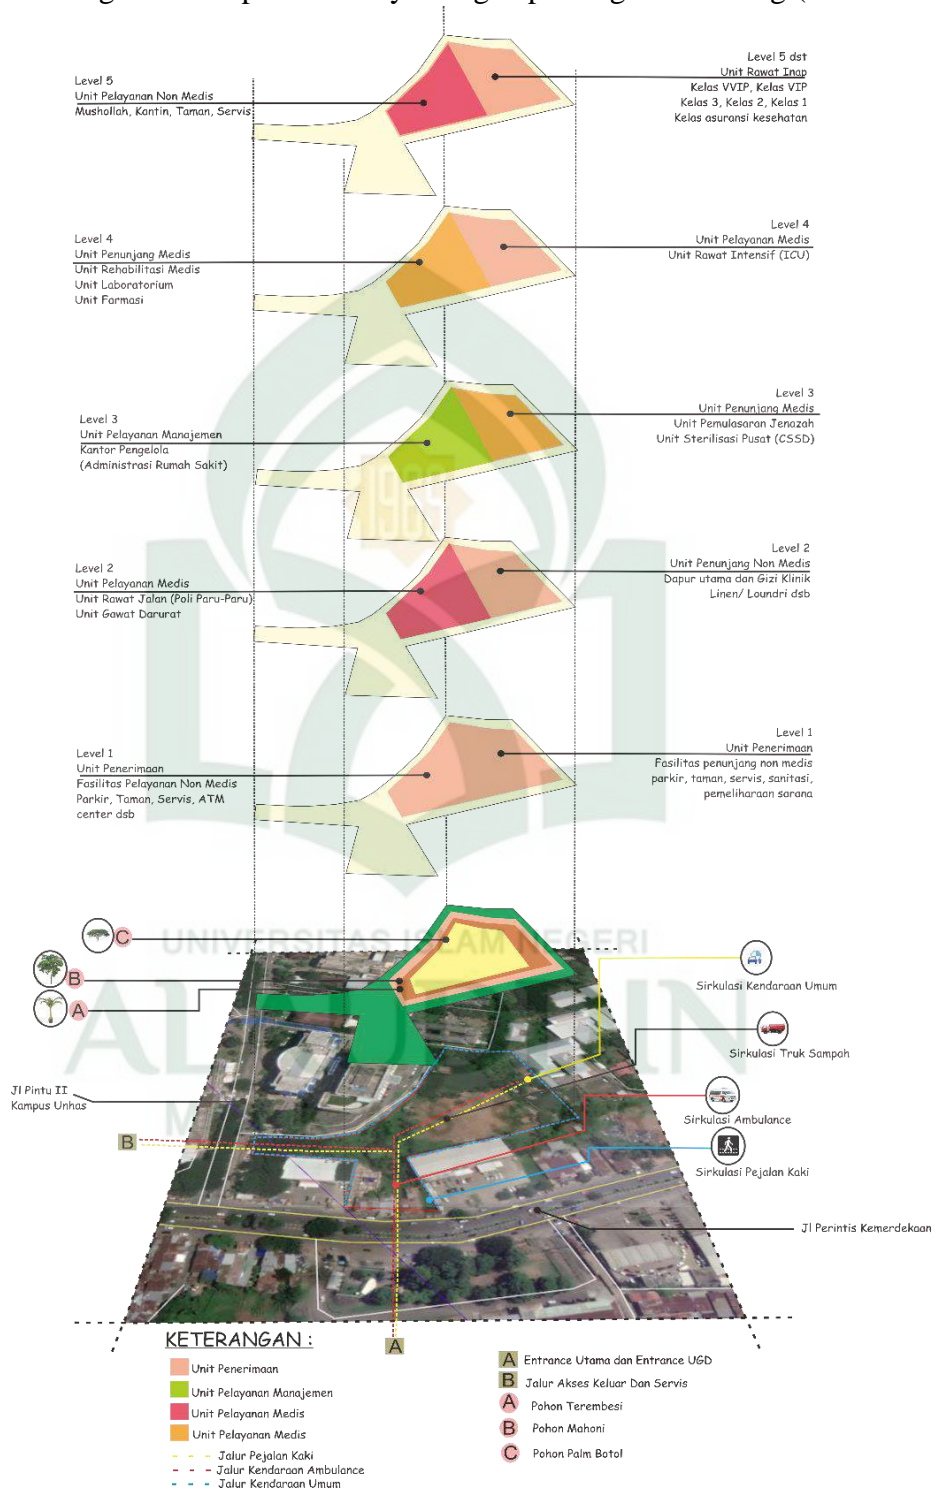 Level 5
Unit Pelayanan Non Medis
Mushollah, Kantin, Taman, Servis
Level 5 dst
Unit Rawat Inap
Kelas VVIP, Kelas VIP
Kelas 3, Kelas 2, Kelas 1
Kelas asuransi kesehatan
Level 4
Unit Penunjang Medis
Unit Rehabilitasi Medis
Unit Laboratorium
Unit Farmasi
Level 4
Unit Pelayanan Medis
Unit Rawat Intensif (ICU)
Level 3
Unit Pelayanan Manajemen
Kantor Pengelola
(Administrasi Rumah Sakit)
Level 3
Unit Penunjang Medis
Unit Pemulasaran Jenazah
Unit Sterilisasi Pusat (CSSD)
1965
Level 2
Unit Pelayanan Medis
Unit Rawat Jalan (Poli Paru-Paru)
Unit Gawat Darurat
Level 2
Unit Penunjang Non Medis
Dapur utama dan Gizi Klinik
Linen/ Loundri dsb
Level 1
Unit Penerimaan
Fasilitas Pelayanan Non Medis
Parkir, Taman, Servis, ATM
center dsb
Level 1
Unit Penerimaan
Fasilitas penunjang non medis
parkir, taman, servis, sanitasi,
pemeliharaan sarana
UNIVERSITAS ISLAM NEGERI
C
B
A
Sirkulasi Kendaraan Umum
Sirkulasi Truk Sampah
Sirkulasi Ambulance
Sirkulasi Pejalan Kaki
Jl Pintu II
Kampus Unhas
B
Jl Perintis Kemerdekaan
A
KETERANGAN :
Unit Penerimaan
Unit Pelayanan Manajemen
Unit Pelayanan Medis
Unit Pelayanan Medis
Jalur Pejalan Kaki
Jalur Kendaraan Ambulance
Jalur Kendaraan Umum
A Entrance Utama dan Entrance UGD
B Jalur Akses Keluar Dan Servis
A Pohon Terembesi
B Pohon Mahoni
C Pohon Palm Botol